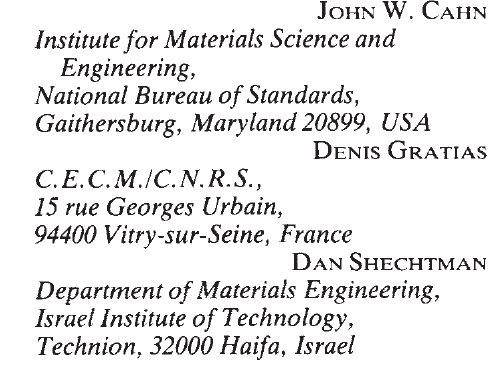 JOHN W. CAHN
Institute for Materials Science and
Engineering,
National Bureau of Standards,
Gaithersburg, Maryland 20899, USA
DENIS GRATIAS
C.E.C.M./C.N.R.S.,
15 rue Georges Urbain,
94400 Vitry-sur-Seine, France
DAN SHECHTMAN
Department of Materials Engineering,
Israel Institute of Technology,
Technion, 32000 Haifa, Israel